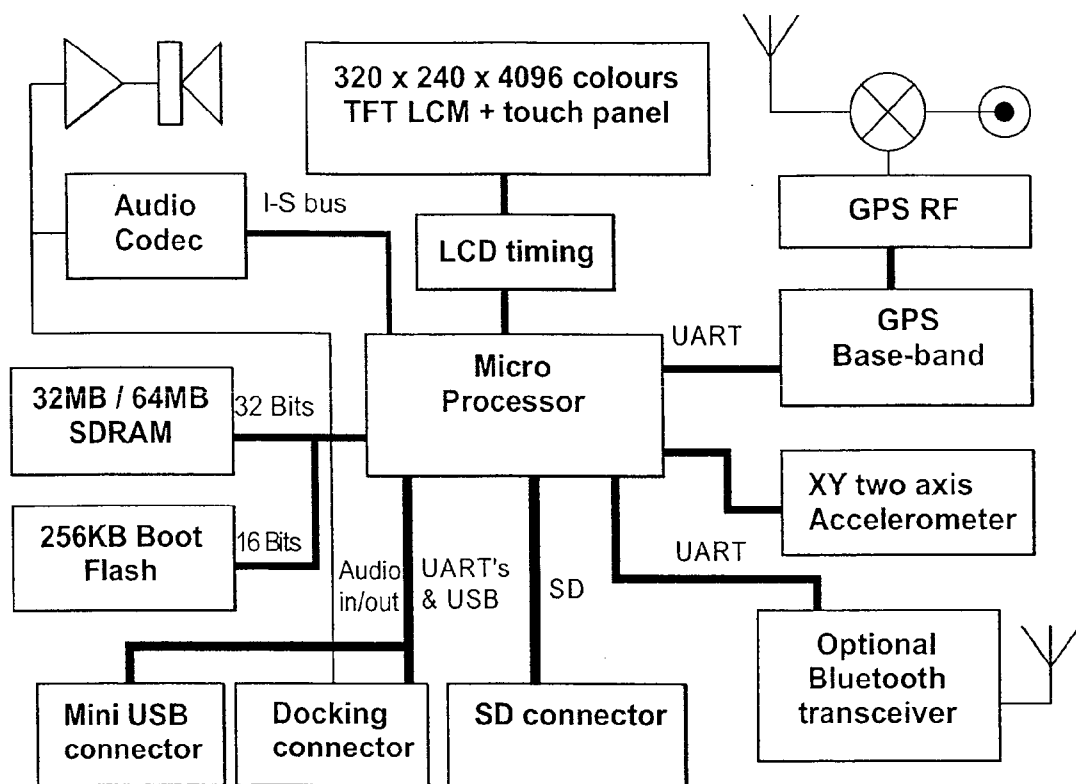 320 x 240 x 4096 colours
TFT LCM + touch panel
Audio
Codec
I-S bus
LCD timing
GPS RF
GPS
Base-band
UART
Micro
Processor
32MB / 64MB
SDRAM
32 Bits
256KB Boot
Flash
16 Bits
XY two axis
Accelerometer
UART
Audio
in/out
UART's
& USB
SD
Optional
Bluetooth
transceiver
Mini USB
connector
Docking
connector
SD connector